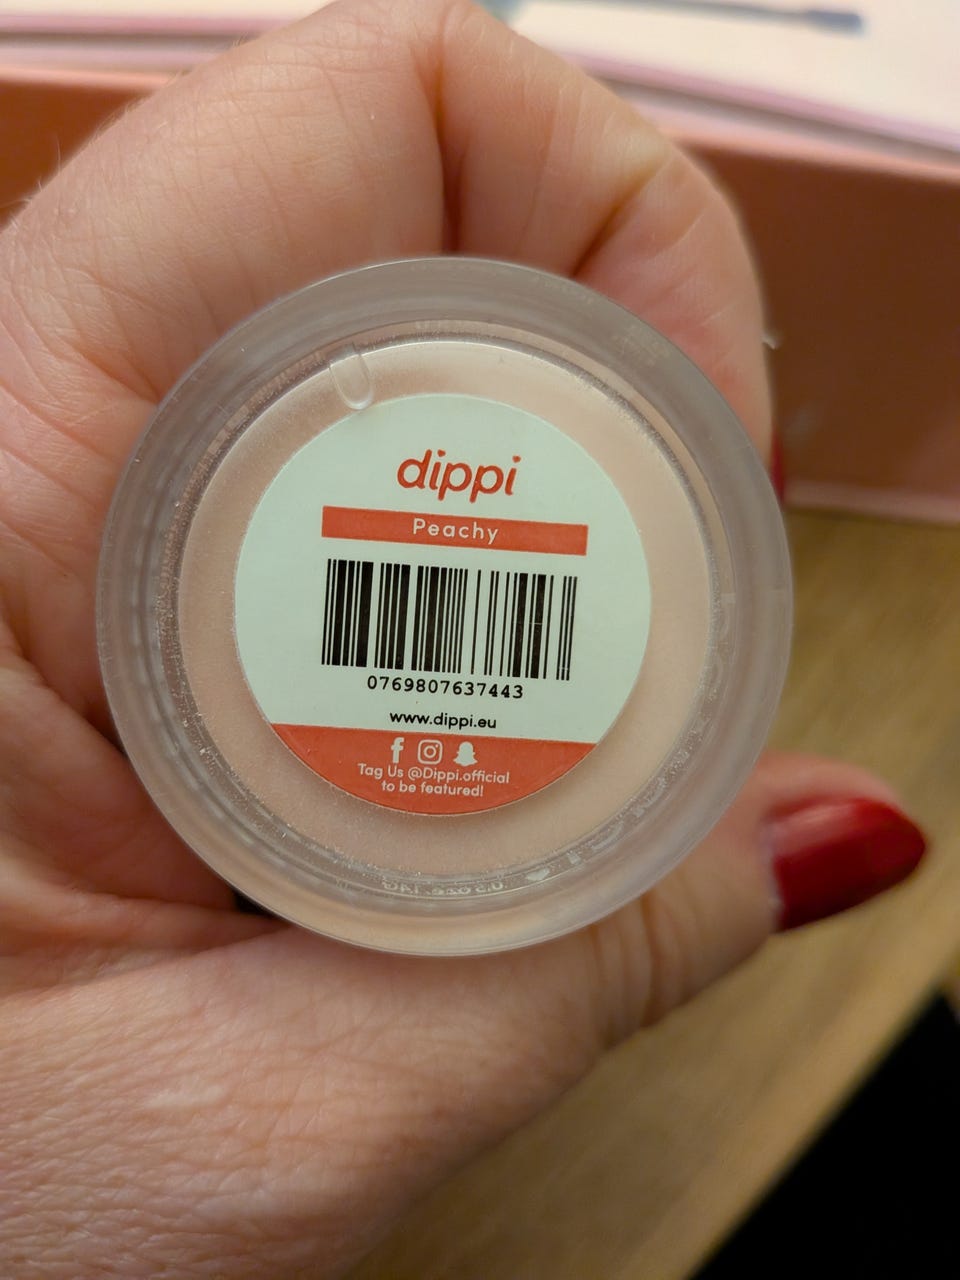 dippi
Peachy
0769807637443
www.dippi.eu
Tag Us @Dippi.official
to be featured!